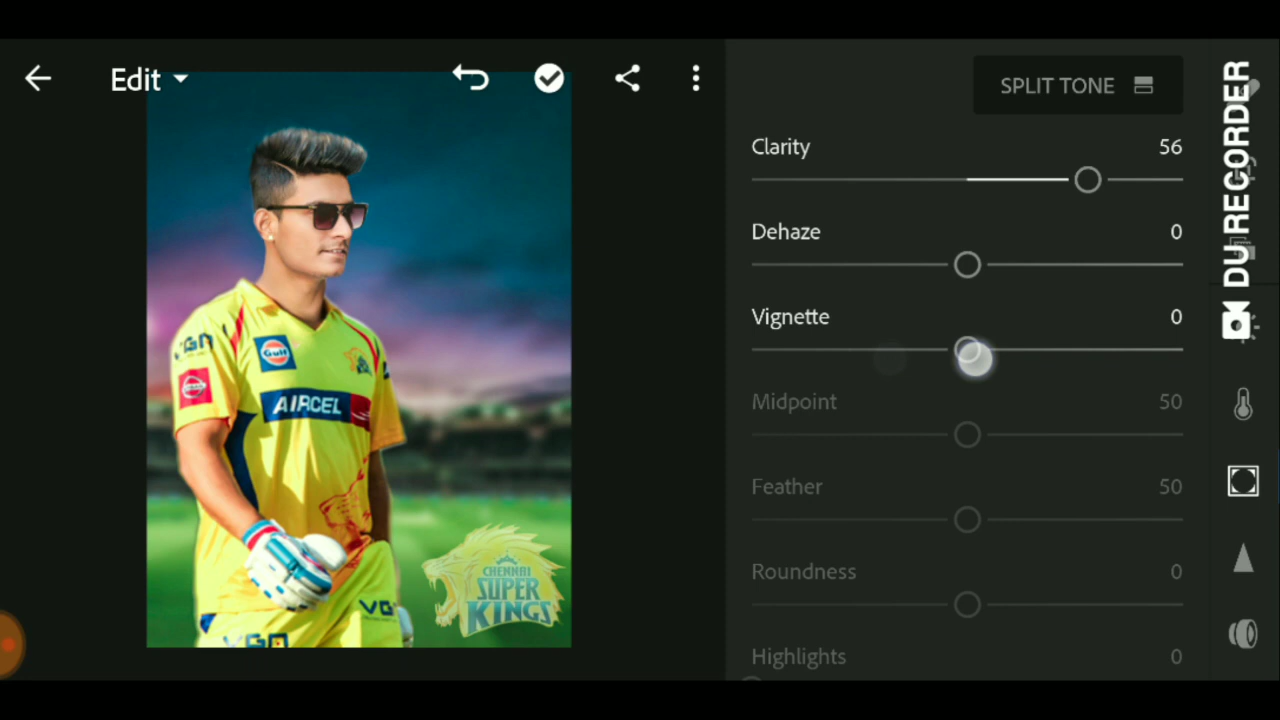 Edit
SPLIT TONE
Clarity 56
Dehaze 0
Vignette 0
Midpoint 50
Feather 50
Roundness 0
Highlights 0
DU RECORDER
Gulf
AIRCEL
CHENNAI
SUPER
KINGS